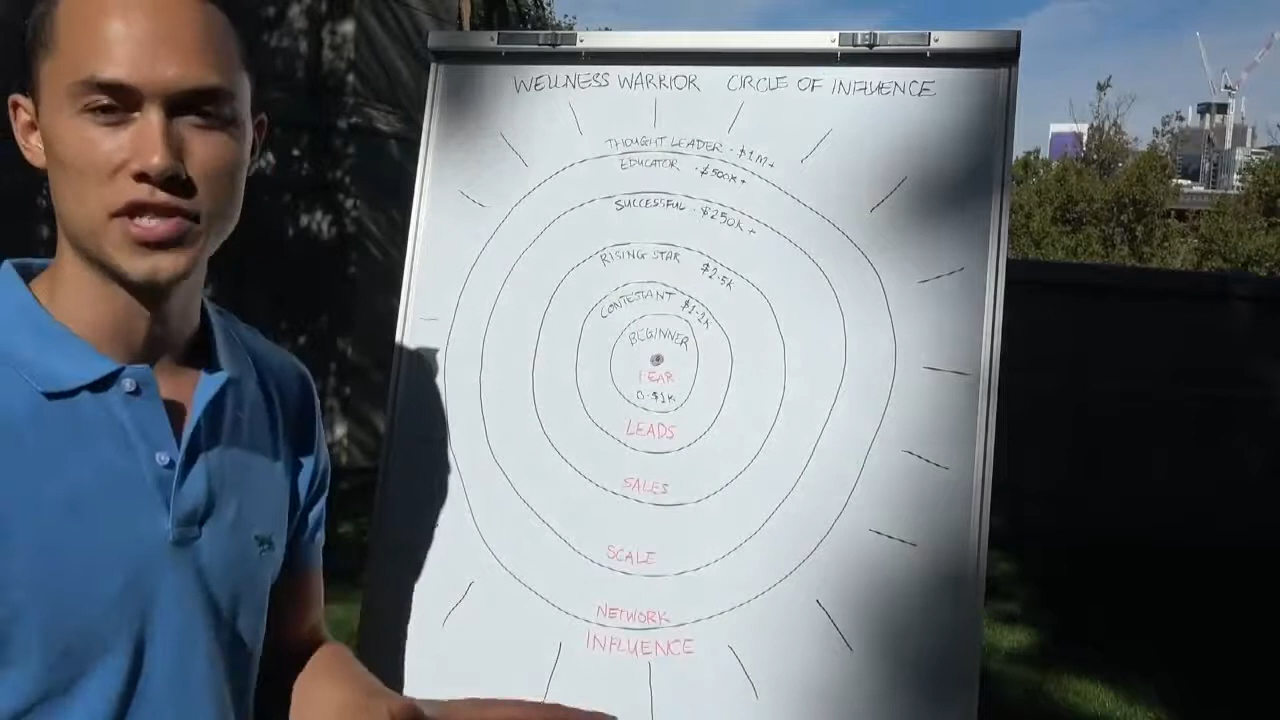 WELLNESS WARRIOR CIRCLE OF INFLUENCE
THOUGHT LEADER - $1M+
EDUCATOR - $500K+
SUCCESSFUL - $250K+
RISING STAR $2-5K
CONTESTANT $1-2K
BEGINNER
FEAR
0-$1K
LEADS
SALES
SCALE
NETWORK
INFLUENCE